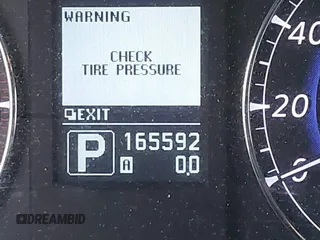 WARNING
CHECK
TIRE PRESSURE
EXIT
P
165592
A 0.0
40
20
0
DREAMBID